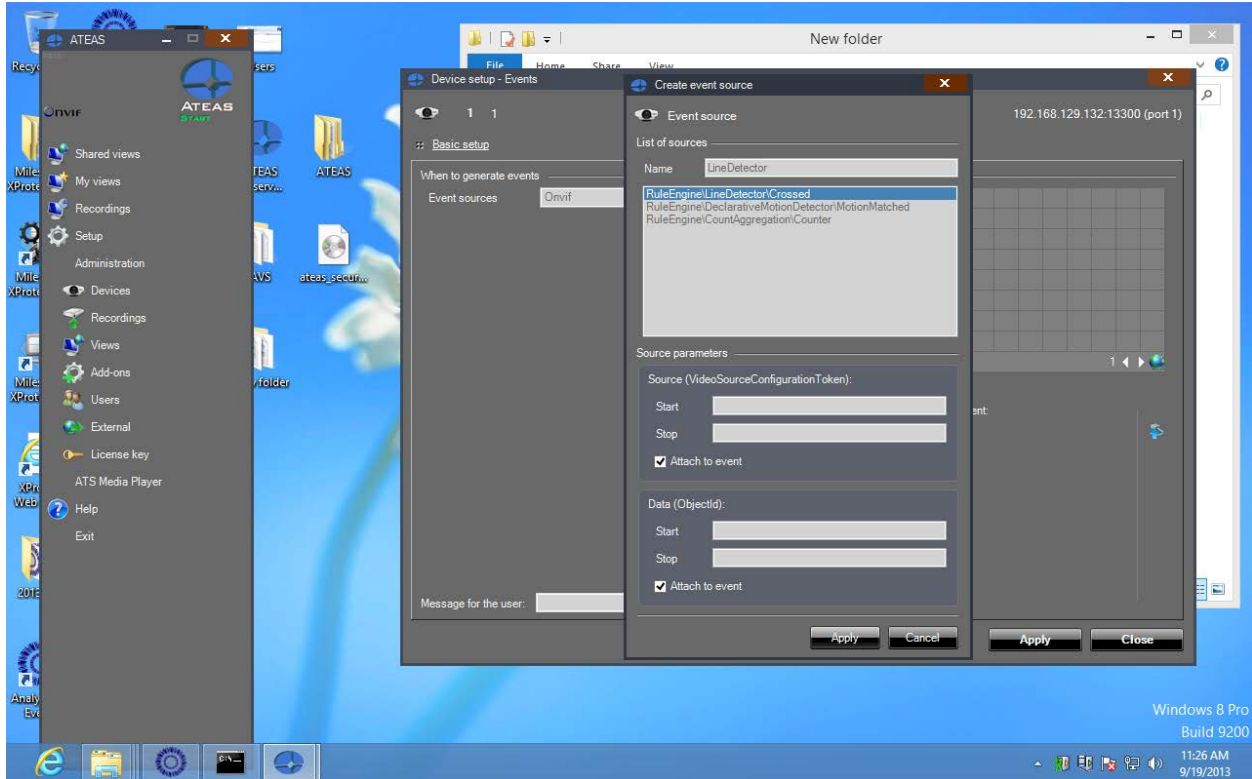 ATEAS
Onvif
ATEAS
START
Shared views
My views
Recordings
Setup
Administration
Devices
Recordings
Views
Add-ons
Users
External
License key
ATS Media Player
Help
Exit
ATEAS
ateas_secur...
folder
New folder
File Home Share View
Device setup - Events
1 1
192.168.129.132:13300 (port 1)
Basic setup
When to generate events
Event sources Onvif
1
Message for the user:
Apply Close
Create event source
Event source
List of sources
Name LineDetector
RuleEngine\LineDetector\Crossed
RuleEngine\DeclarativeMotionDetector\MotionMatched
RuleEngine\CountAggregation\Counter
Source parameters
Source (VideoSourceConfigurationToken):
Start
Stop
Attach to event
Data (ObjectId):
Start
Stop
Attach to event
Apply Cancel
Windows 8 Pro
Build 9200
11:26 AM
9/19/2013